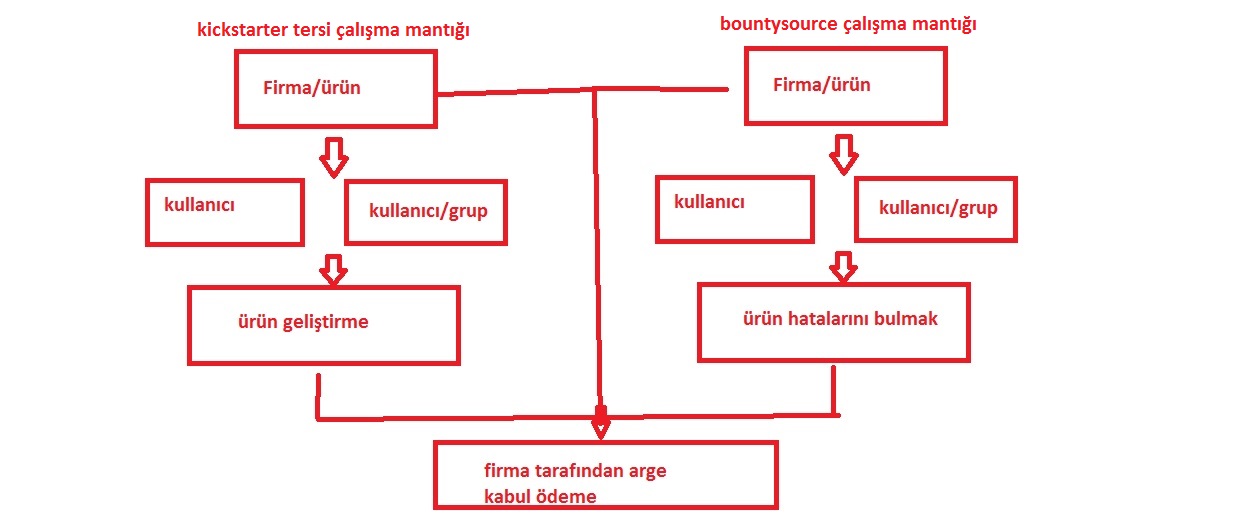 kickstarter tersi çalışma mantığı
bountysource çalışma mantığı
Firma/ürün
Firma/ürün
kullanıcı
kullanıcı/grup
kullanıcı
kullanıcı/grup
ürün geliştirme
ürün hatalarını bulmak
firma tarafından arge
kabul ödeme